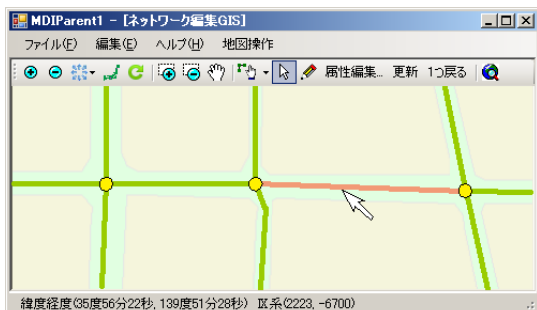 MDIParent1 - [ネットワーク編集GIS]
ファイル(F) 編集(E) ヘルプ(H) 地図操作
属性編集... 更新 1つ戻る
緯度経度(35度56分22秒, 139度51分28秒) Ⅸ系(2223, -6700)